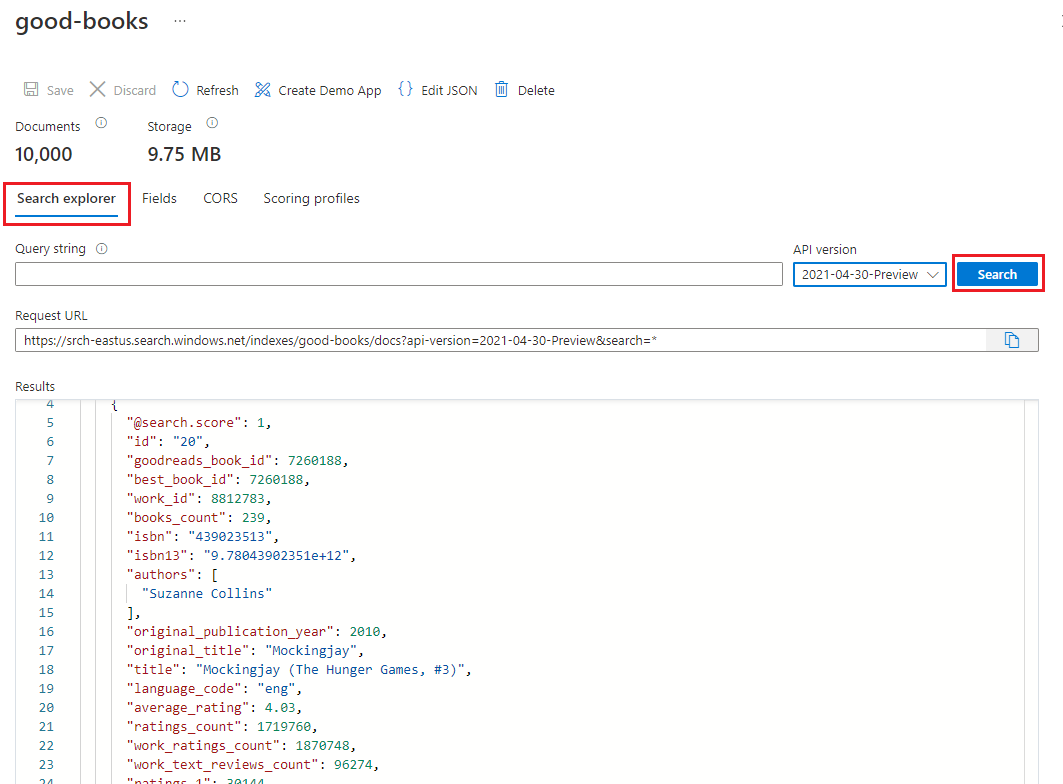 good-books ...
Save Discard Refresh Create Demo App {} Edit JSON Delete
Documents Storage
10,000 9.75 MB
Search explorer Fields CORS Scoring profiles
Query string API version
2021-04-30-Preview Search
Request URL
https://srch-eastus.search.windows.net/indexes/good-books/docs?api-version=2021-04-30-Preview&search=*
Results
4 {
5 "@search.score": 1,
6 "id": "20",
7 "goodreads_book_id": 7260188,
8 "best_book_id": 7260188,
9 "work_id": 8812783,
10 "books_count": 239,
11 "isbn": "439023513",
12 "isbn13": "9.78043902351e+12",
13 "authors": [
14 "Suzanne Collins"
15 ],
16 "original_publication_year": 2010,
17 "original_title": "Mockingjay",
18 "title": "Mockingjay (The Hunger Games, #3)",
19 "language_code": "eng",
20 "average_rating": 4.03,
21 "ratings_count": 1719760,
22 "work_ratings_count": 1870748,
23 "work_text_reviews_count": 96274,
24 "ratings_1": 30144